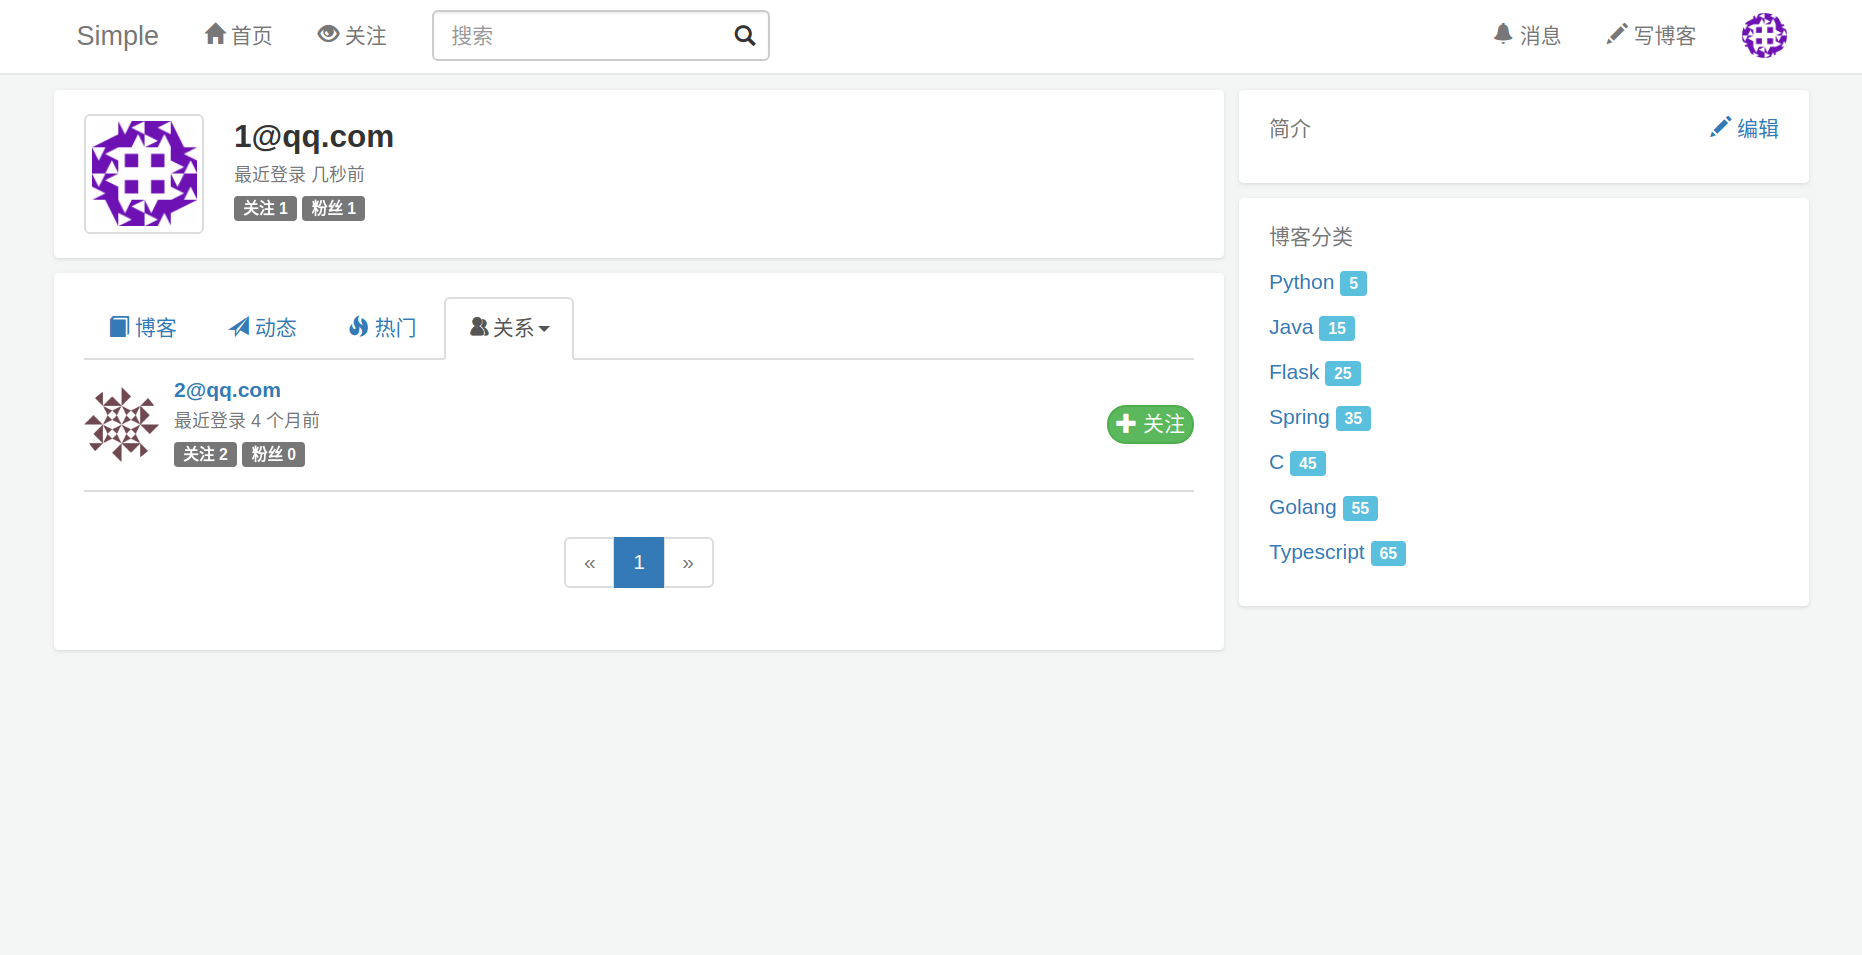 Simple 首页 关注 搜索 消息 写博客
1@qq.com
最近登录 几秒前
关注 1 粉丝 1
博客 动态 热门 关系
2@qq.com
最近登录 4 个月前
关注 2 粉丝 0
关注
« 1 »
简介 编辑
博客分类
Python 5
Java 15
Flask 25
Spring 35
C 45
Golang 55
Typescript 65